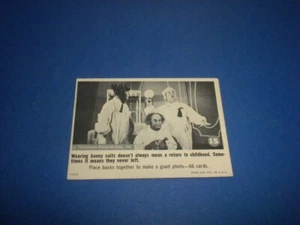 Wearing bunny suits doesn't always mean a return to childhood. Some-
times it means they never left.
Place backs together to make a giant photo—66 cards.